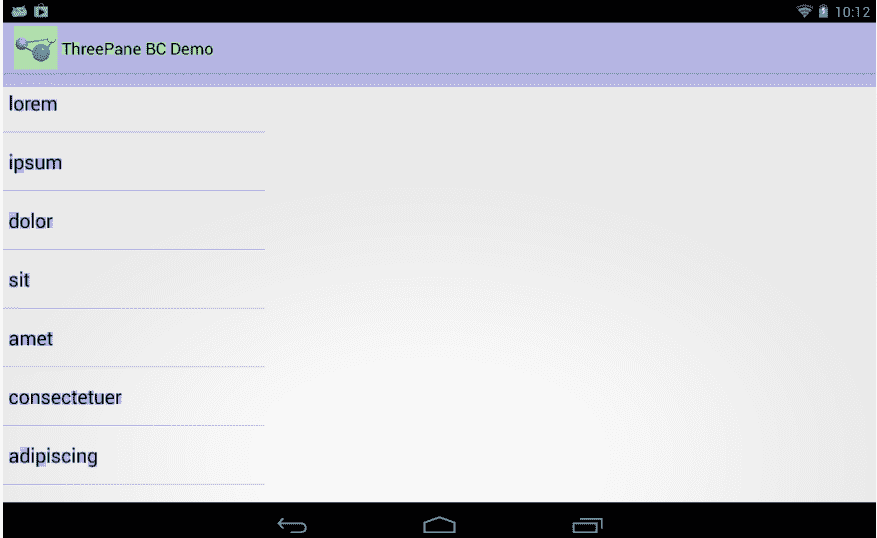 10:12
ThreePane BC Demo
lorem
ipsum
dolor
sit
amet
consectetuer
adipiscing